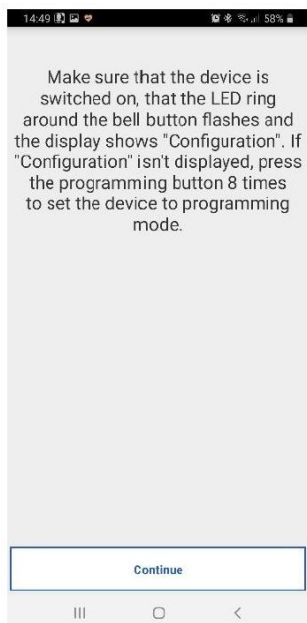 14:49 58%
Make sure that the device is
switched on, that the LED ring
around the bell button flashes and
the display shows "Configuration". If
"Configuration" isn't displayed, press
the programming button 8 times
to set the device to programming
mode.
Continue